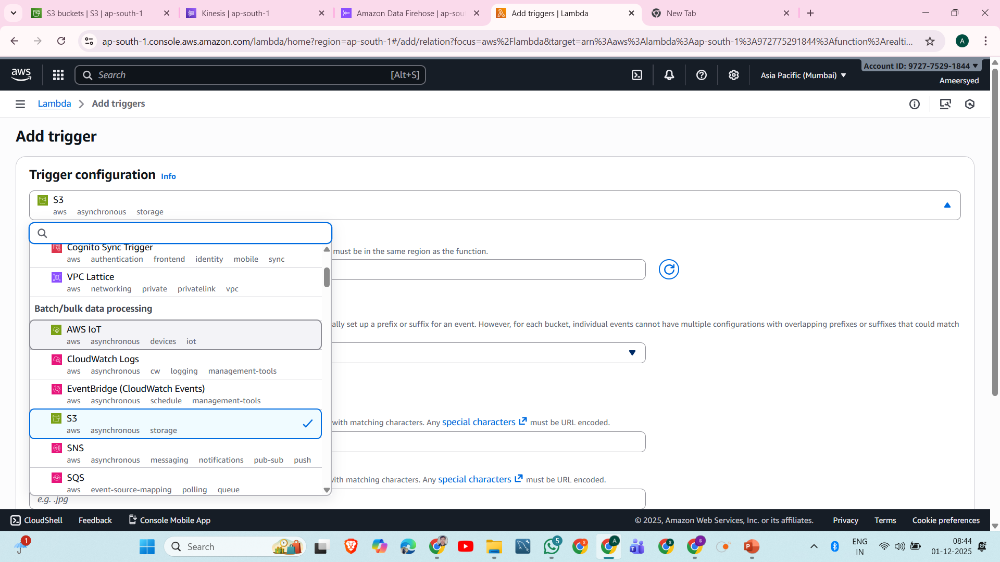 S3 buckets | S3 | ap-south-1
Kinesis | ap-south-1
Amazon Data Firehose | ap-sou
Add triggers | Lambda
New Tab
ap-south-1.console.aws.amazon.com/lambda/home?region=ap-south-1#/add/relation?focus=aws%2Flambda&target=arn%3Aaws%3Alambda%3Aap-south-1%3A972775291844%3Afunction%3Arealti...
A
aws
Search
[Alt+S]
Asia Pacific (Mumbai)
Account ID: 9727-7529-1844
Ameersyed
Lambda
Add triggers
Add trigger
Trigger configuration Info
S3
aws asynchronous storage
Cognito Sync Trigger
aws authentication frontend identity mobile sync
must be in the same region as the function.
VPC Lattice
aws networking private privatelink vpc
Batch/bulk data processing
AWS IoT
aws asynchronous devices iot
ally set up a prefix or suffix for an event. However, for each bucket, individual events cannot have multiple configurations with overlapping prefixes or suffixes that could match
CloudWatch Logs
aws asynchronous cw logging management-tools
EventBridge (CloudWatch Events)
aws asynchronous schedule management-tools
S3
aws asynchronous storage
with matching characters. Any special characters must be URL encoded.
SNS
aws asynchronous messaging notifications pub-sub push
SQS
aws event-source-mapping polling queue
with matching characters. Any special characters must be URL encoded.
e.g. .jpg
CloudShell
Feedback
Console Mobile App
© 2025, Amazon Web Services, Inc. or its affiliates.
Privacy
Terms
Cookie preferences
1
Search
5
S
A
S
S
ENG
IN
08:44
01-12-2025